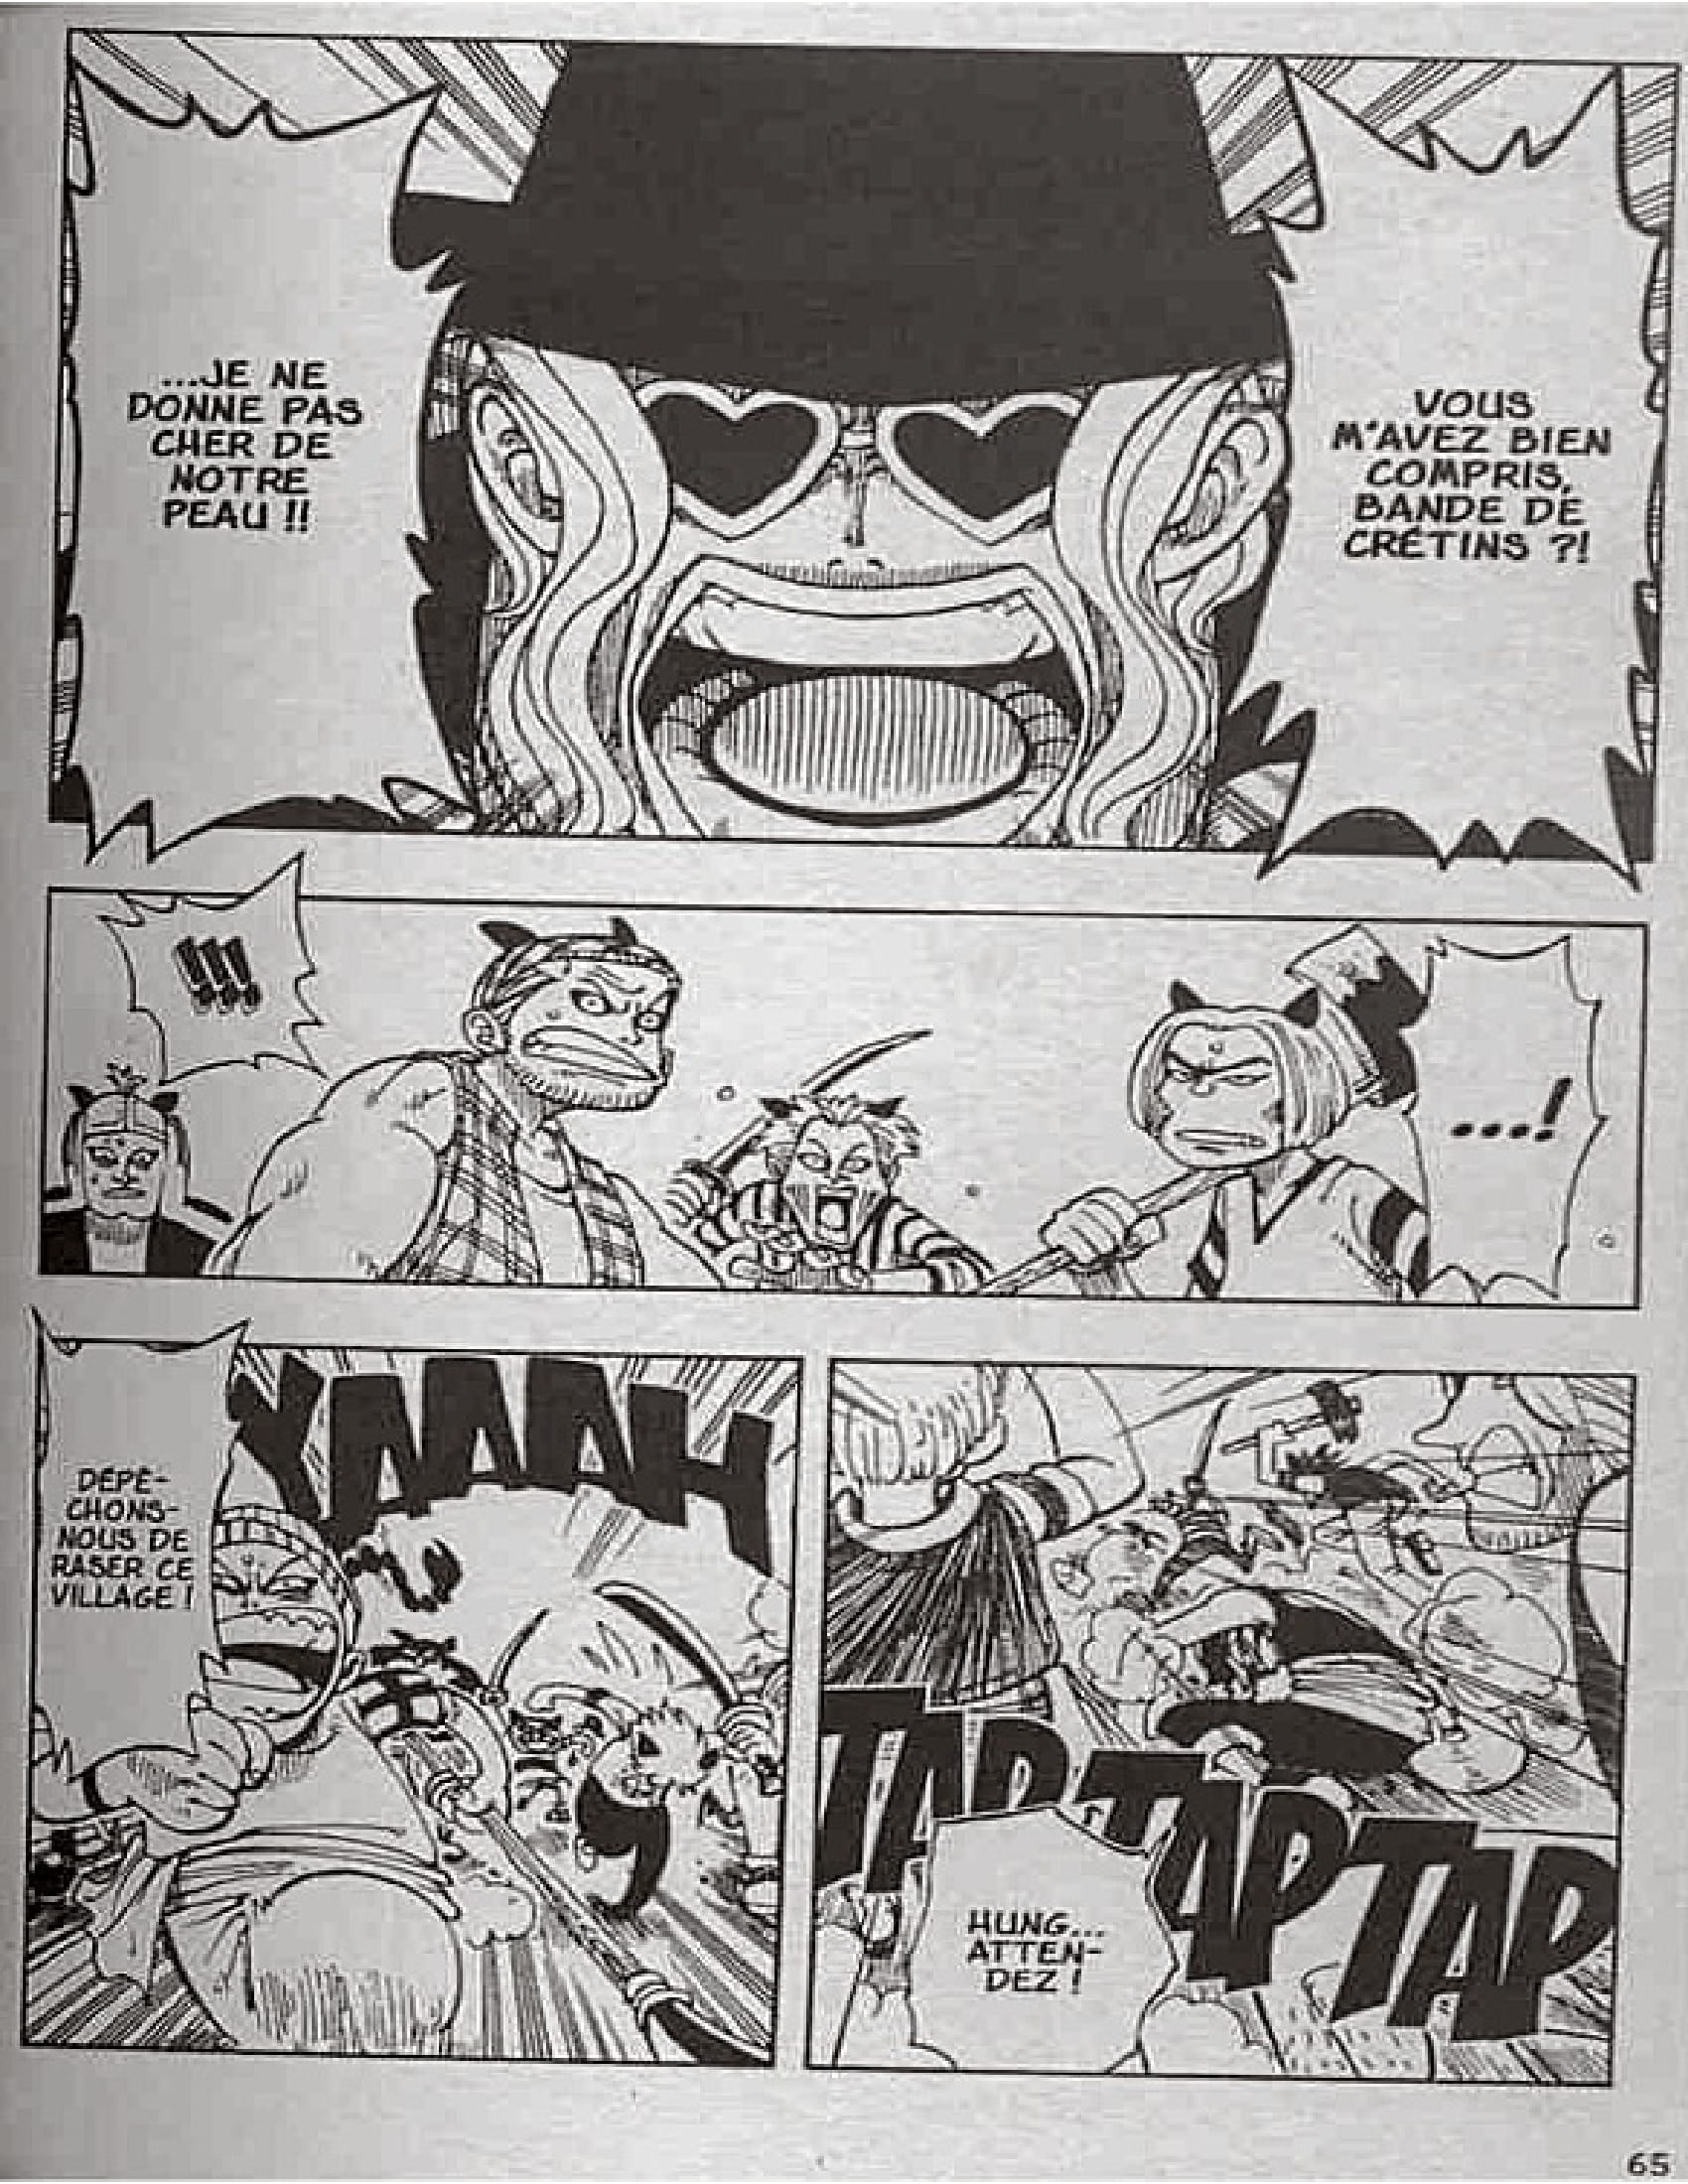 VOUS
M'AVEZ BIEN
COMPRIS,
BANDE DE
CRÉTINS ?!
...JE NE
DONNE PAS
CHER DE
NOTRE
PEAU !!
...!
!!!
TAP TAP TAP TAP
HUNG...
ATTEN-
DEZ !
YAAAAH
DÉPÊ-
CHONS-
NOUS DE
RASER CE
VILLAGE !
65